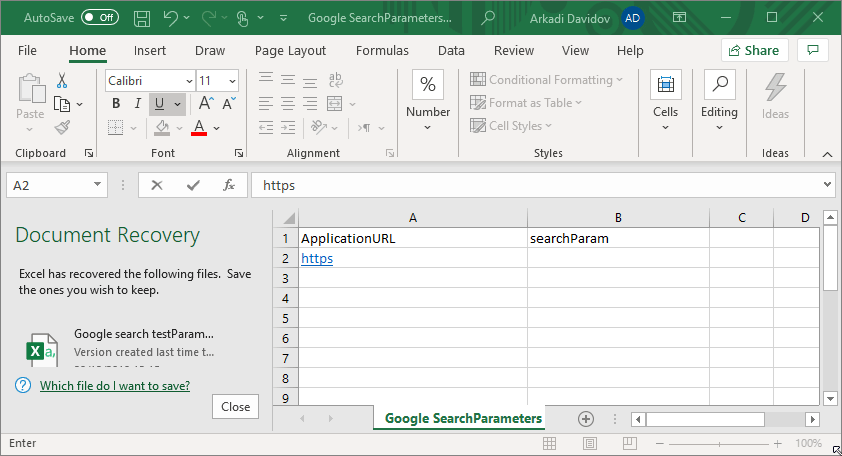 AutoSave Off Google SearchParameters... Arkadi Davidov AD
File Home Insert Draw Page Layout Formulas Data Review View Help Share
Calibri 11 ab
Paste B I U A A % Conditional Formatting
Number Format as Table Cells Editing Ideas
A Cell Styles
Clipboard Font Alignment Styles Ideas
A2 fx https
A B C D
Document Recovery
1 ApplicationURL searchParam
2 https
Excel has recovered the following files. Save
the ones you wish to keep.
3
4
5
Google search testParam...
6
Version created last time t...
7
Which file do I want to save?
8
9
Close
Google SearchParameters
Enter 100%